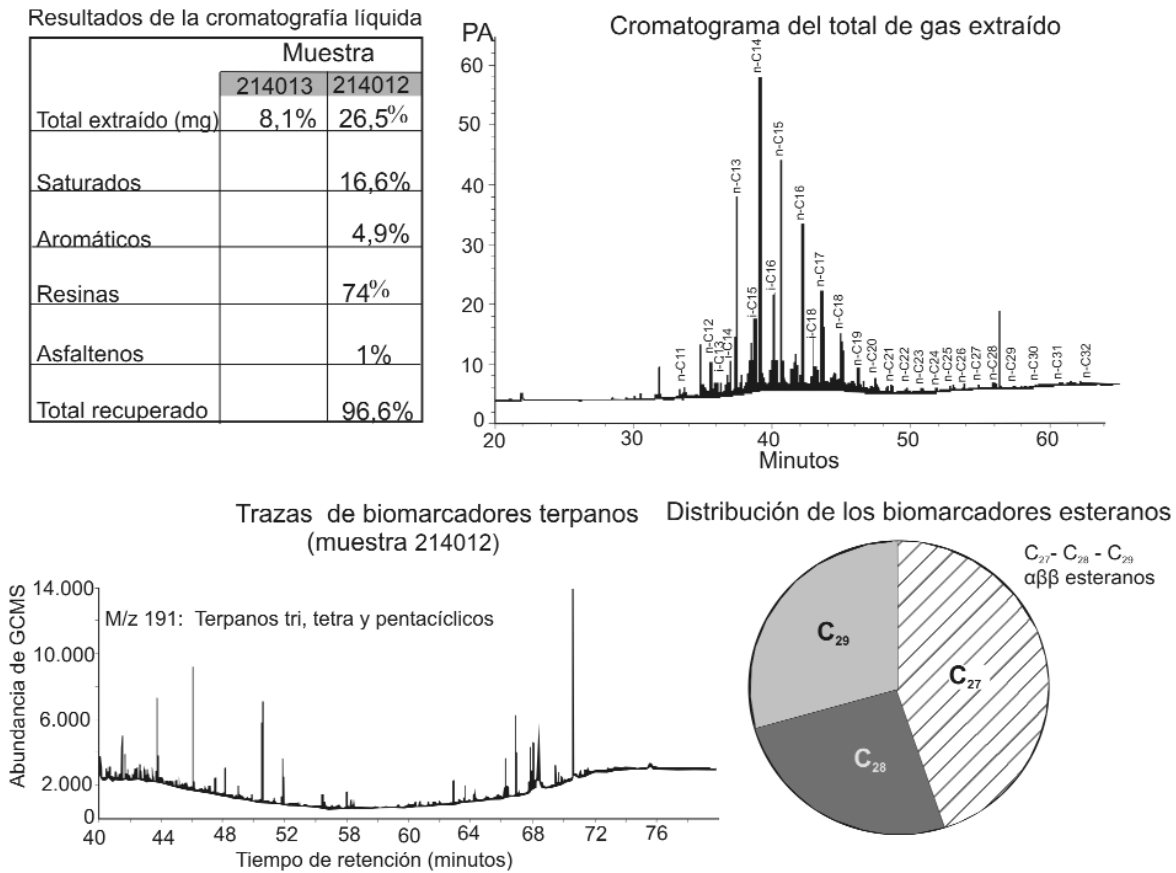 Resultados de la cromatografía líquida
Muestra
214013 214012
Total extraído (mg) 8,1% 26,5%
Saturados 16,6%
Aromáticos 4,9%
Resinas 74%
Asfaltenos 1%
Total recuperado 96,6%
Cromatograma del total de gas extraído
PA
60
50
40
30
20
10
0
n-C11
n-C12
i-C13
i-C14
n-C13
i-C15
n-C14
i-C16
n-C15
n-C16
i-C18
n-C17
n-C18
n-C19
n-C20
n-C21
n-C22
n-C23
n-C24
n-C25
n-C26
n-C27
n-C28
n-C29
n-C30
n-C31
n-C32
20 30 40 50 60
Minutos
Trazas de biomarcadores terpanos
(muestra 214012)
Abundancia de GCMS
14.000
10.000
6.000
2.000
0
M/z 191: Terpanos tri, tetra y pentacíclicos
40 44 48 52 56 60 64 68 72 76
Tiempo de retención (minutos)
Distribución de los biomarcadores esteranos
C27- C28 - C29
αββ esteranos
C29
C27
C28